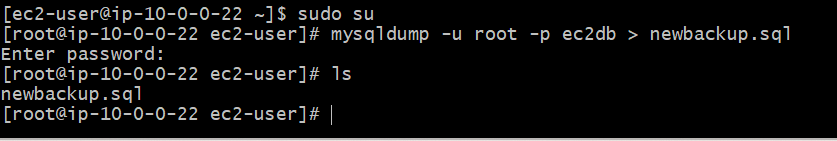 [ec2-user@ip-10-0-0-22 ~]$ sudo su
[root@ip-10-0-0-22 ec2-user]# mysqldump -u root -p ec2db > newbackup.sql
Enter password:
[root@ip-10-0-0-22 ec2-user]# ls
newbackup.sql
[root@ip-10-0-0-22 ec2-user]#